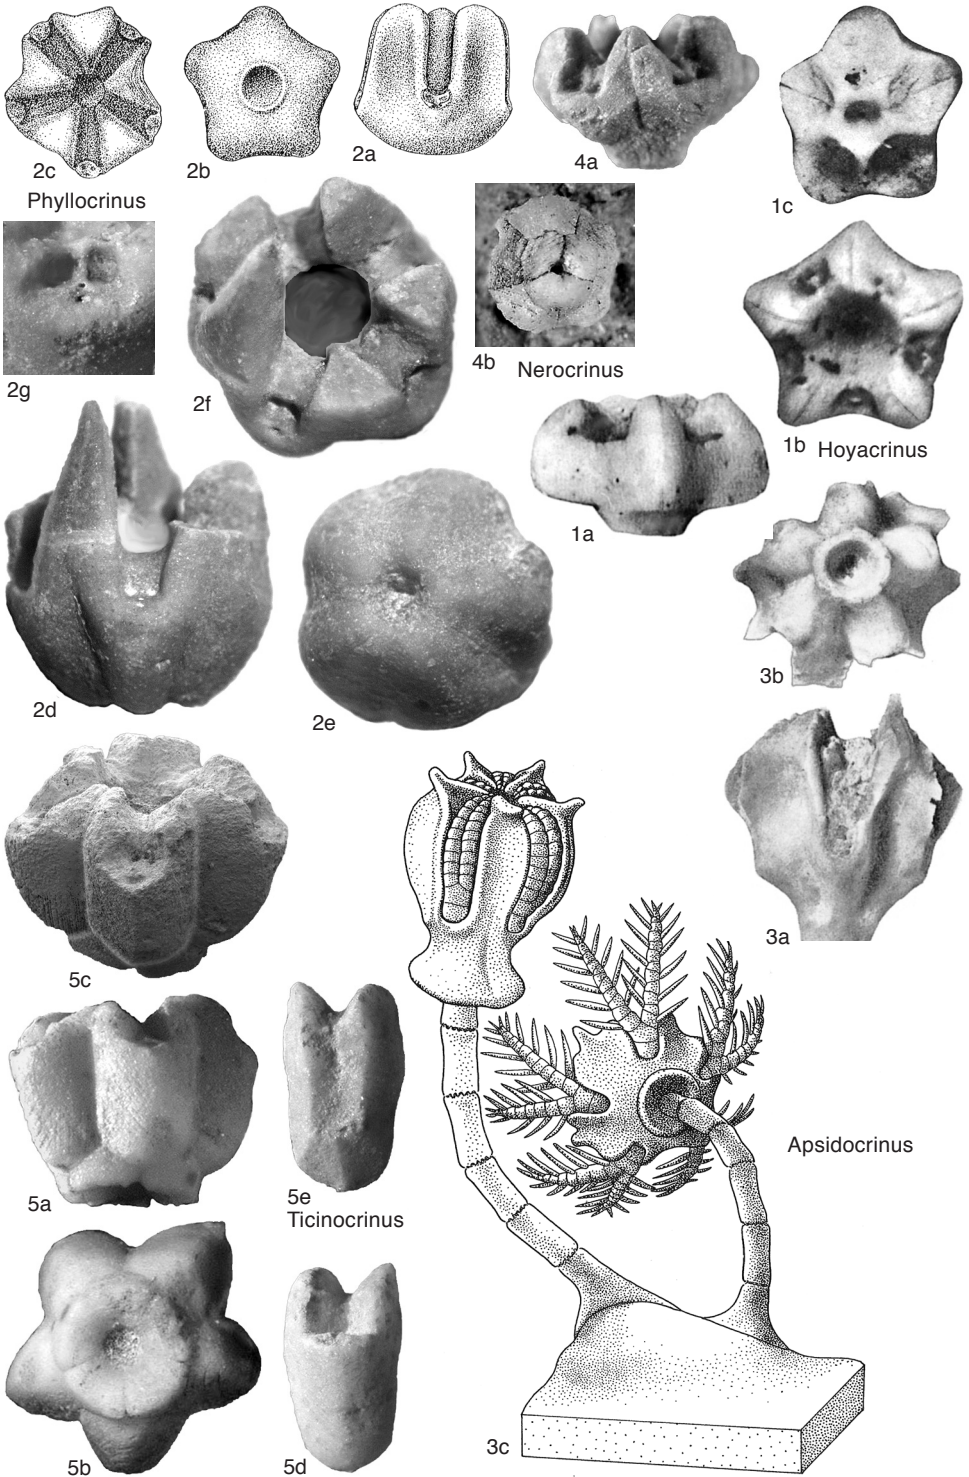 2c
2b
2a
4a
1c
Phyllocrinus
2g
2f
4b
Nerocrinus
1b
Hoyacrinus
1a
2d
2e
3b
3a
5c
5a
5e
Ticinocrinus
Apsidocrinus
5b
5d
3c